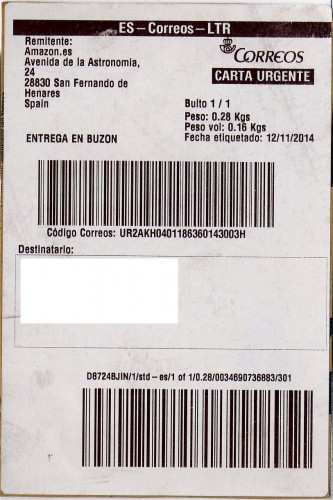 ES-Correos-LTR
Remitente:
Amazon.es
Avenida de la Astronomia,
24
28830 San Fernando de
Henares
Spain
CORREOS
CARTA URGENTE
Bulto 1 / 1
Peso: 0.28 Kgs
Peso vol: 0.16 Kgs
ENTREGA EN BUZON
Fecha etiquetado: 12/11/2014
Código Correos: UR2AKH0401186360143003H
Destinatario:
D8724BJIN/1/std-es/1 of 1/0.28/0034690736883/301